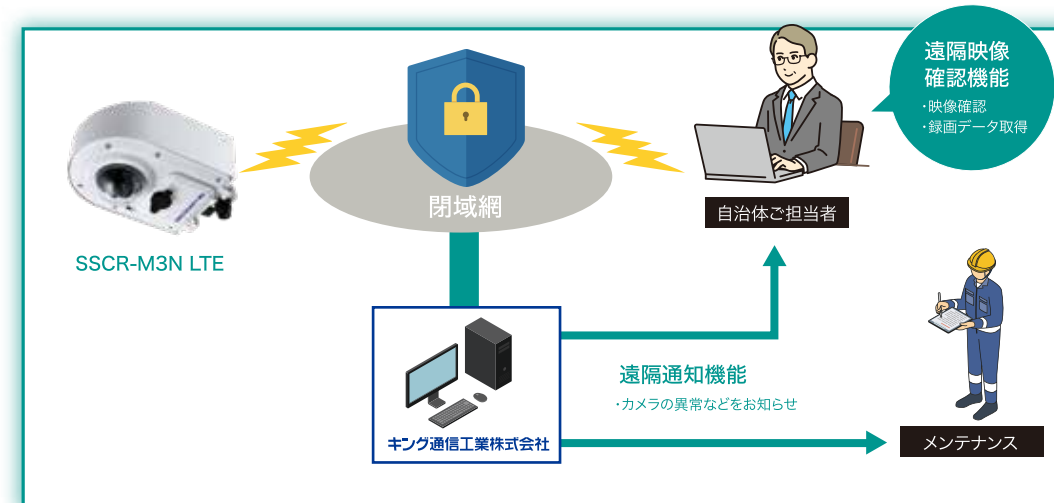 遠隔映像
確認機能
・映像確認
・録画データ取得
閉域網
自治体ご担当者
SSCR-M3N LTE
遠隔通知機能
・カメラの異常などをお知らせ
キング通信工業株式会社
メンテナンス